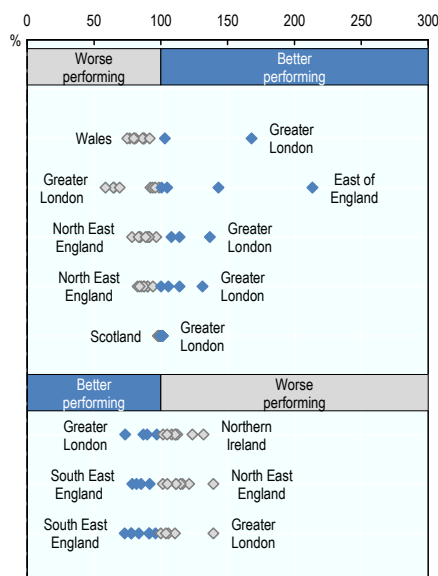 0 50 100 150 200 250 300
%
Worse performing
Better performing
Wales
Greater London
Greater London
East of England
North East England
Greater London
North East England
Greater London
Scotland
Greater London
Better performing
Worse performing
Greater London
Northern Ireland
South East England
North East England
South East England
Greater London